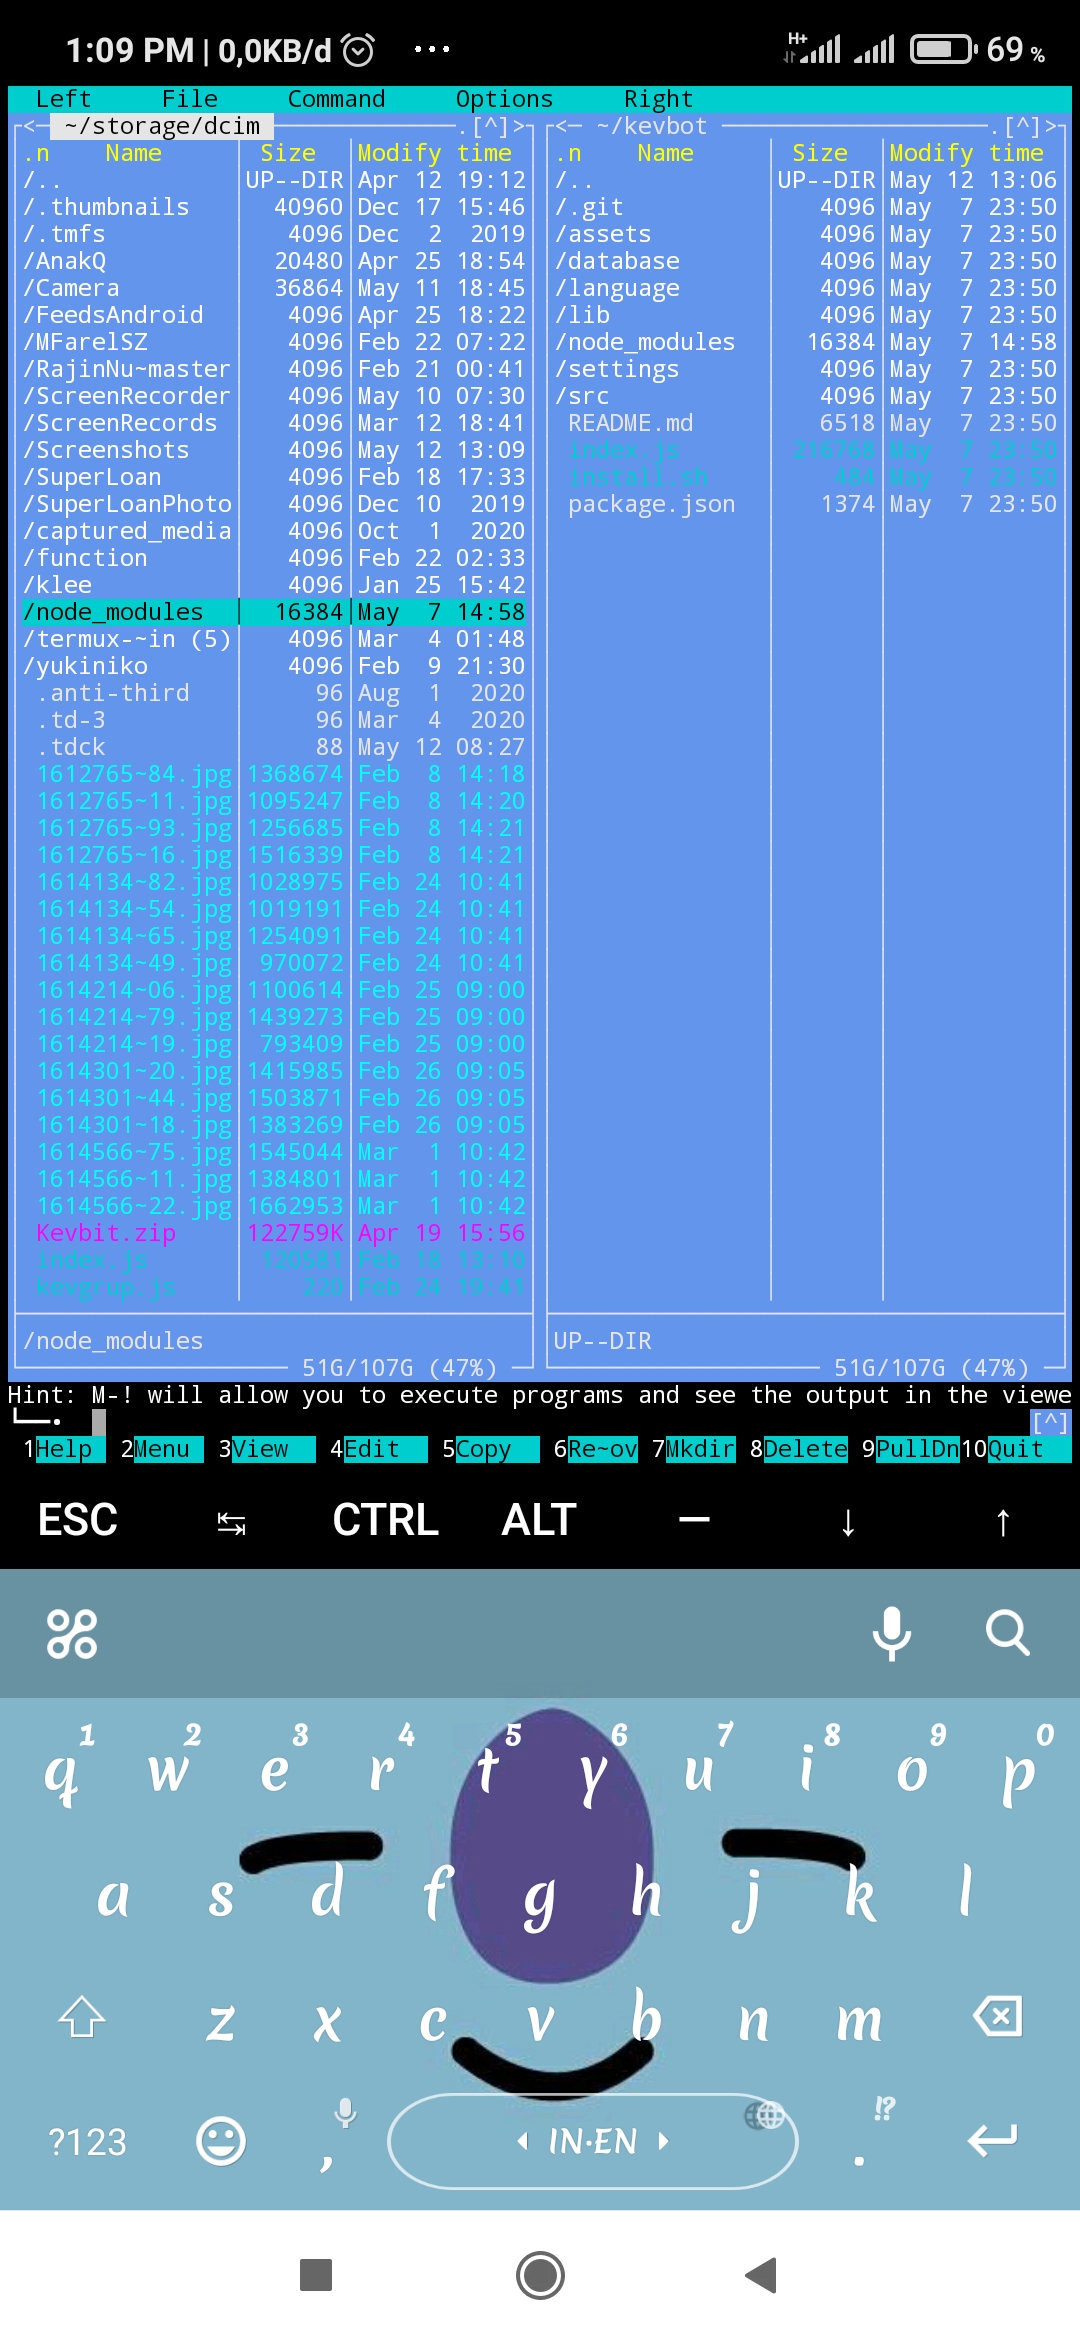 1:09 PM | 0,0KB/d ... H+ 69 %
Left File Command Options Right
<─ ~/storage/dcim .[^]> <─ ~/kevbot .[^]>
.n Name Size Modify time .n Name Size Modify time
/.. UP--DIR Apr 12 19:12 /.. UP--DIR May 12 13:06
/.thumbnails 40960 Dec 17 15:46 /.git 4096 May 7 23:50
/.tmfs 4096 Dec 2 2019 /assets 4096 May 7 23:50
/AnakQ 20480 Apr 25 18:54 /database 4096 May 7 23:50
/Camera 36864 May 11 18:45 /language 4096 May 7 23:50
/FeedsAndroid 4096 Apr 25 18:22 /lib 4096 May 7 23:50
/MFarelSZ 4096 Feb 22 07:22 /node_modules 16384 May 7 14:58
/RajinNu~master 4096 Feb 21 00:41 /settings 4096 May 7 23:50
/ScreenRecorder 4096 May 10 07:30 /src 4096 May 7 23:50
/ScreenRecords 4096 Mar 12 18:41 README.md 6518 May 7 23:50
/Screenshots 4096 May 12 13:09 index.js 216768 May 7 23:50
/SuperLoan 4096 Feb 18 17:33 install.sh 484 May 7 23:50
/SuperLoanPhoto 4096 Dec 10 2019 package.json 1374 May 7 23:50
/captured_media 4096 Oct 1 2020
/function 4096 Feb 22 02:33
/klee 4096 Jan 25 15:42
/node_modules 16384 May 7 14:58
/termux-~in (5) 4096 Mar 4 01:48
/yukiniko 4096 Feb 9 21:30
.anti-third 96 Aug 1 2020
.td-3 96 Mar 4 2020
.tdck 88 May 12 08:27
1612765~84.jpg 1368674 Feb 8 14:18
1612765~11.jpg 1095247 Feb 8 14:20
1612765~93.jpg 1256685 Feb 8 14:21
1612765~16.jpg 1516339 Feb 8 14:21
1614134~82.jpg 1028975 Feb 24 10:41
1614134~54.jpg 1019191 Feb 24 10:41
1614134~65.jpg 1254091 Feb 24 10:41
1614134~49.jpg 970072 Feb 24 10:41
1614214~06.jpg 1100614 Feb 25 09:00
1614214~79.jpg 1439273 Feb 25 09:00
1614214~19.jpg 793409 Feb 25 09:00
1614301~20.jpg 1415985 Feb 26 09:05
1614301~44.jpg 1503871 Feb 26 09:05
1614301~18.jpg 1383269 Feb 26 09:05
1614566~75.jpg 1545044 Mar 1 10:42
1614566~11.jpg 1384801 Mar 1 10:42
1614566~22.jpg 1662953 Mar 1 10:42
Kevbit.zip 122759K Apr 19 15:56
index.js 120581 Feb 18 13:10
kevgrup.js 220 Feb 24 19:41
/node_modules UP--DIR
51G/107G (47%) 51G/107G (47%)
Hint: M-! will allow you to execute programs and see the output in the viewe
[^]
1Help 2Menu 3View 4Edit 5Copy 6Re~ov 7Mkdir 8Delete 9PullDn 10Quit
ESC ⇆ CTRL ALT — ↓ ↑
1 2 3 4 5 6 7 8 9 0
q w e r t y u i o p
a s d f g h j k l
z x c v b n m
!?
?123 , IN·EN .